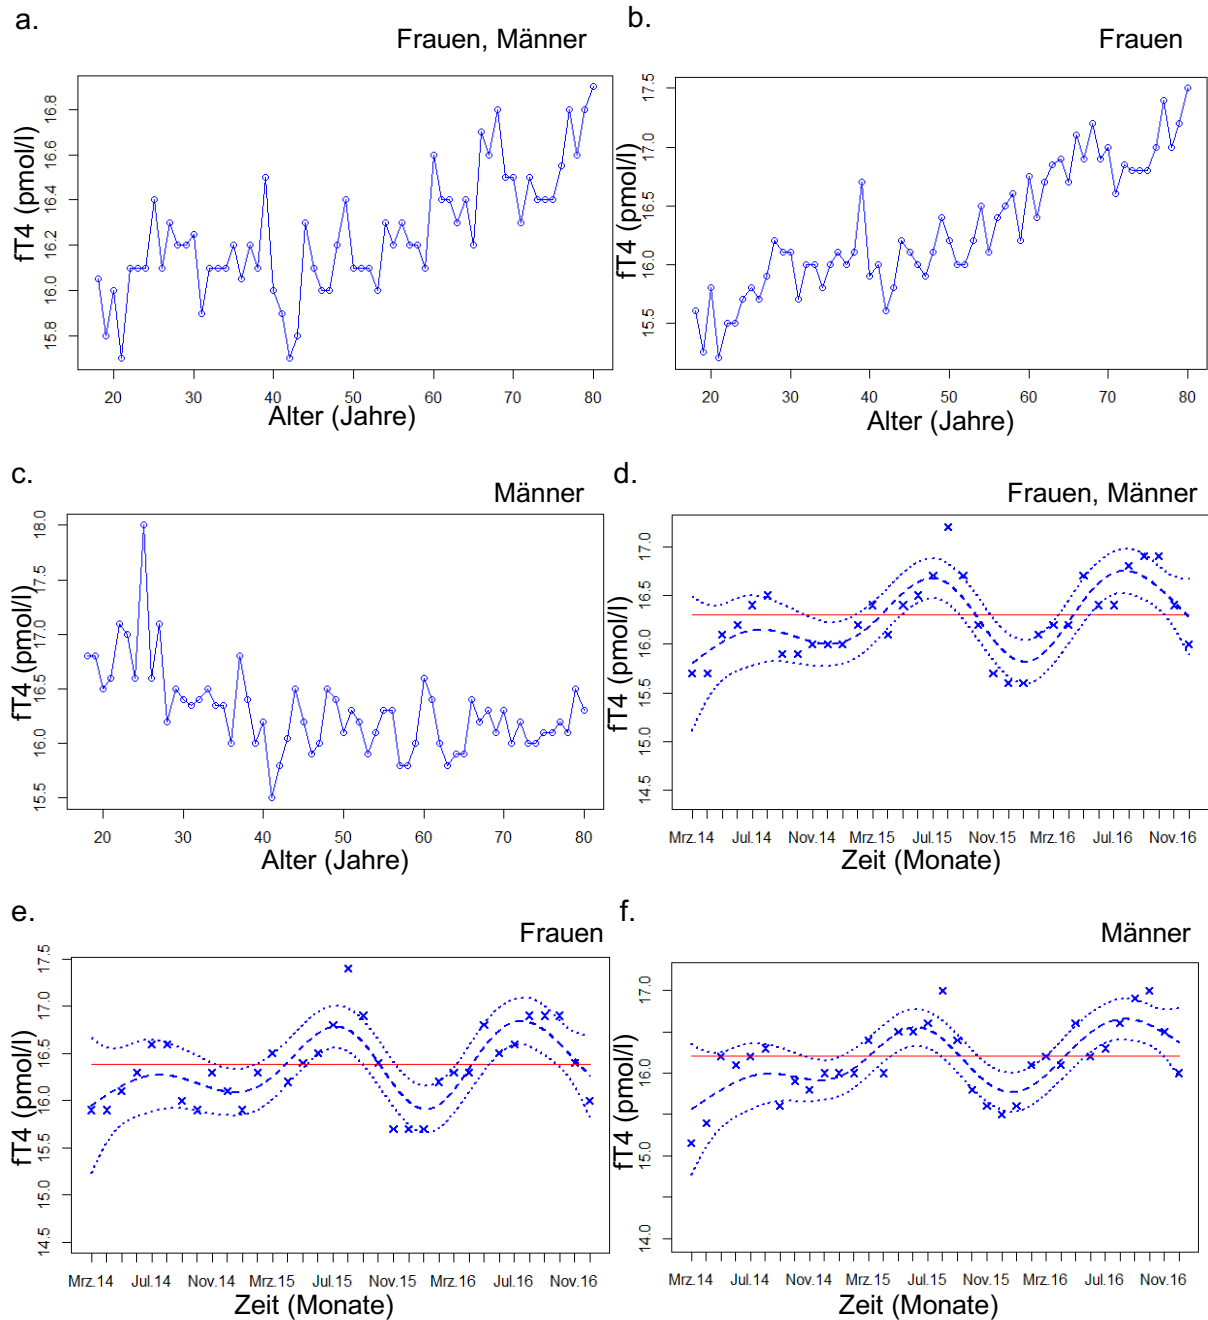 a.
Frauen, Männer
fT4 (pmol/l)
15.8 16.0 16.2 16.4 16.6 16.8
20 30 40 50 60 70 80
Alter (Jahre)
b.
Frauen
fT4 (pmol/l)
15.5 16.0 16.5 17.0 17.5
20 30 40 50 60 70 80
Alter (Jahre)
c.
Männer
fT4 (pmol/l)
15.5 16.0 16.5 17.0 17.5 18.0
20 30 40 50 60 70 80
Alter (Jahre)
d.
Frauen, Männer
fT4 (pmol/l)
14.5 15.0 15.5 16.0 16.5 17.0
Mrz.14 Jul.14 Nov.14 Mrz.15 Jul.15 Nov.15 Mrz.16 Jul.16 Nov.16
Zeit (Monate)
e.
Frauen
fT4 (pmol/l)
14.5 15.0 15.5 16.0 16.5 17.0 17.5
Mrz.14 Jul.14 Nov.14 Mrz.15 Jul.15 Nov.15 Mrz.16 Jul.16 Nov.16
Zeit (Monate)
f.
Männer
fT4 (pmol/l)
14.0 15.0 16.0 17.0
Mrz.14 Jul.14 Nov.14 Mrz.15 Jul.15 Nov.15 Mrz.16 Jul.16 Nov.16
Zeit (Monate)